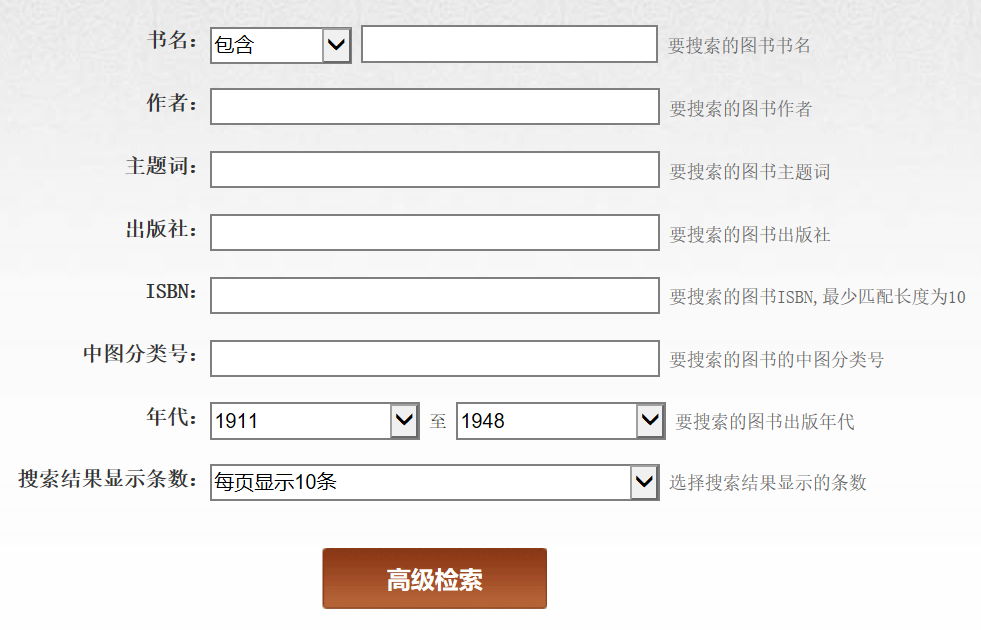 书名： 包含 要搜索的图书书名
作者： 要搜索的图书作者
主题词： 要搜索的图书主题词
出版社： 要搜索的图书出版社
ISBN： 要搜索的图书ISBN,最少匹配长度为10
中图分类号： 要搜索的图书的中图分类号
年代： 1911 至 1948 要搜索的图书出版年代
搜索结果显示条数： 每页显示10条 选择搜索结果显示的条数
高级检索